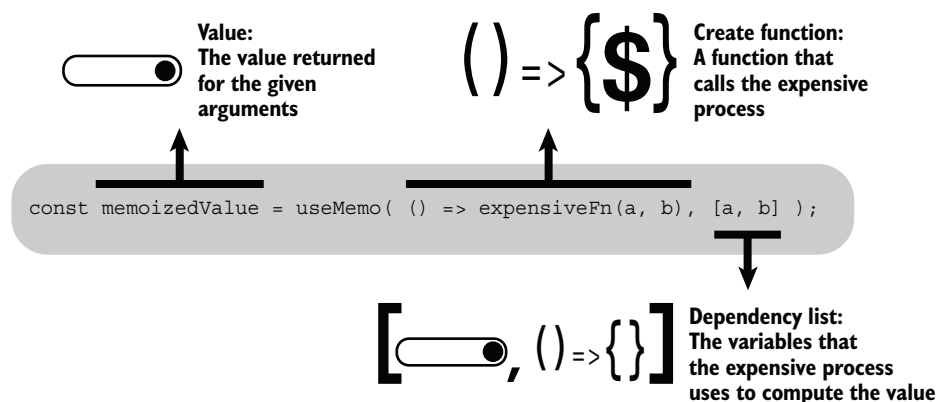 Value:
The value returned
for the given
arguments
() => {$}
Create function:
A function that
calls the expensive
process
const memoizedValue = useMemo( () => expensiveFn(a, b), [a, b] );
[ , () => {}]
Dependency list:
The variables that
the expensive process
uses to compute the value